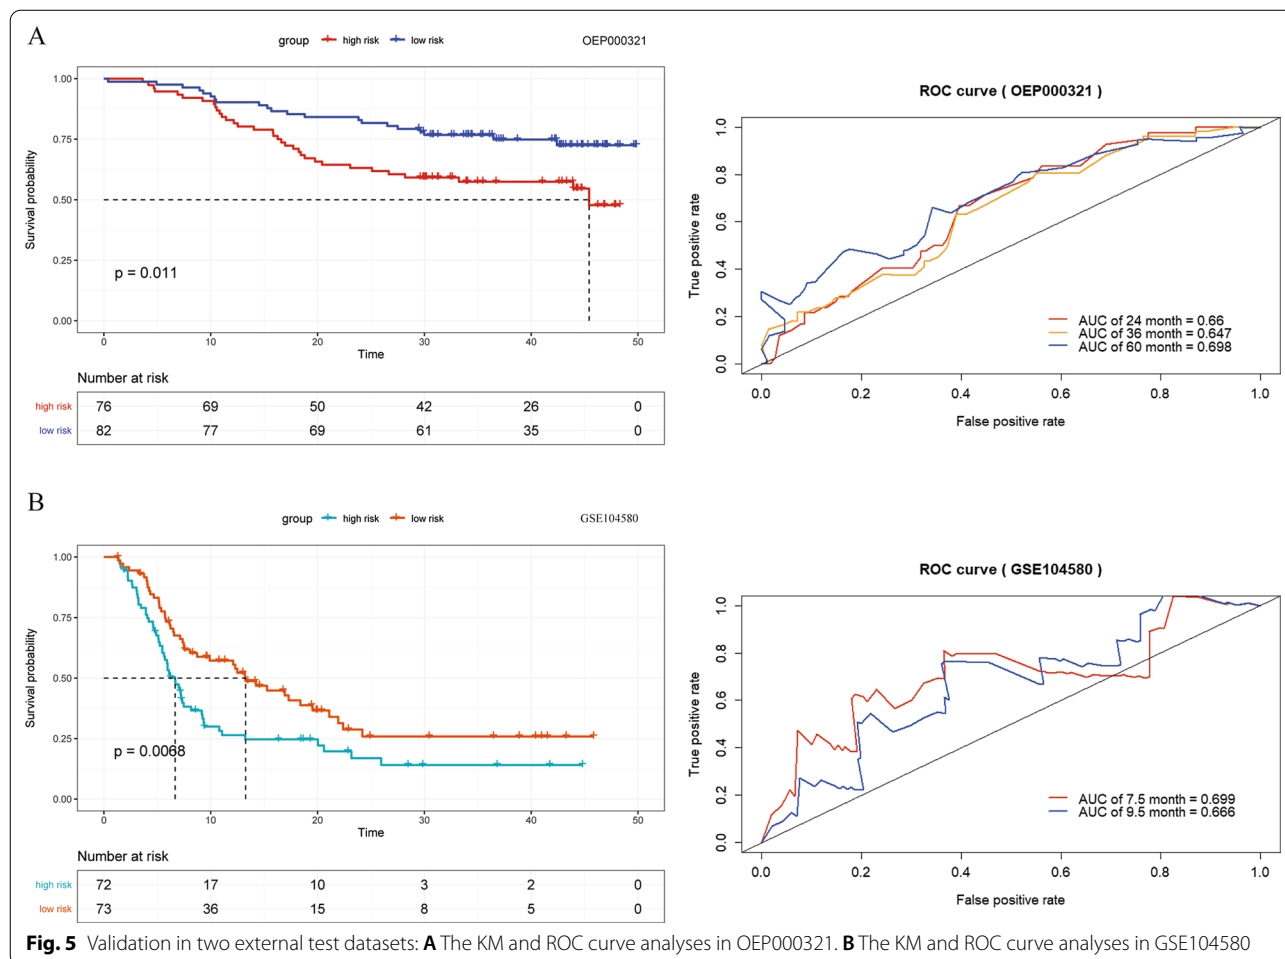 A
group high risk low risk OEP000321
Survival probability
1.00
0.75
0.50
0.25
0.00
p = 0.011
0 10 20 30 40 50
Time
Number at risk
high risk 76 69 50 42 26 0
low risk 82 77 69 61 35 0
ROC curve ( OEP000321 )
True positive rate
1.0
0.8
0.6
0.4
0.2
0.0
AUC of 24 month = 0.66
AUC of 36 month = 0.647
AUC of 60 month = 0.698
0.0 0.2 0.4 0.6 0.8 1.0
False positive rate
B
group high risk low risk GSE104580
Survival probability
1.00
0.75
0.50
0.25
0.00
p = 0.0068
0 10 20 30 40 50
Time
Number at risk
high risk 72 17 10 3 2 0
low risk 73 36 15 8 5 0
ROC curve ( GSE104580 )
True positive rate
1.0
0.8
0.6
0.4
0.2
0.0
AUC of 7.5 month = 0.699
AUC of 9.5 month = 0.666
0.0 0.2 0.4 0.6 0.8 1.0
False positive rate
Fig. 5 Validation in two external test datasets: A The KM and ROC curve analyses in OEP000321. B The KM and ROC curve analyses in GSE104580